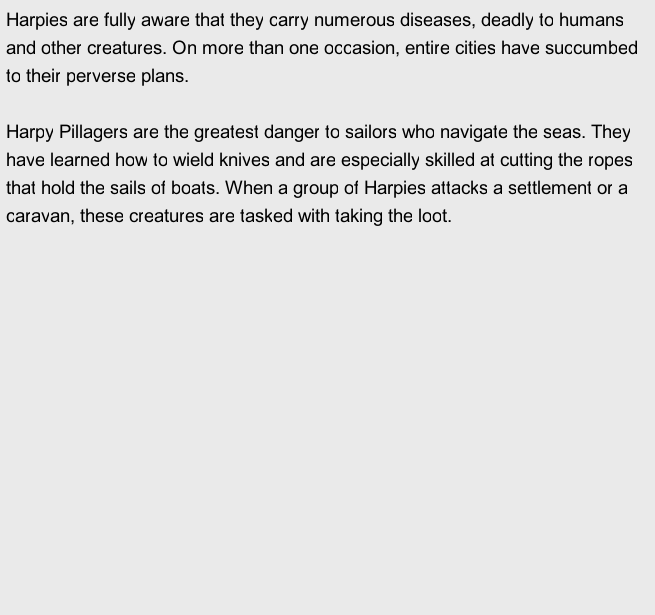 Harpies are fully aware that they carry numerous diseases, deadly to humans
and other creatures. On more than one occasion, entire cities have succumbed
to their perverse plans.

Harpy Pillagers are the greatest danger to sailors who navigate the seas. They
have learned how to wield knives and are especially skilled at cutting the ropes
that hold the sails of boats. When a group of Harpies attacks a settlement or a
caravan, these creatures are tasked with taking the loot.